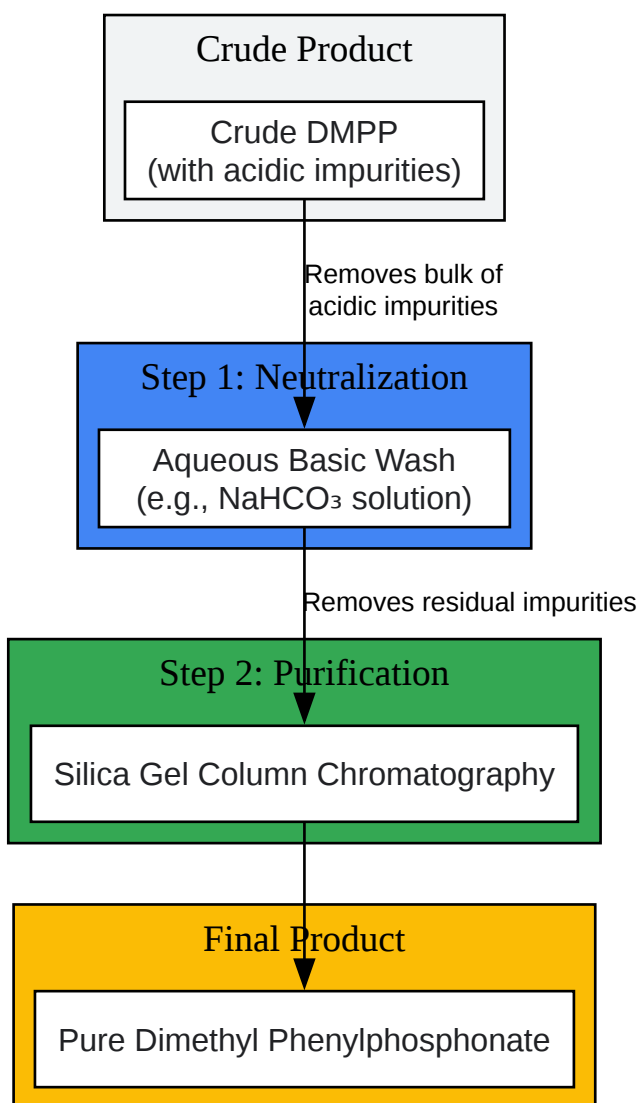 Crude Product
Crude DMPP
(with acidic impurities)
Removes bulk of
acidic impurities
Step 1: Neutralization
Aqueous Basic Wash
(e.g., NaHCO₃ solution)
Removes residual impurities
Step 2: Purification
Silica Gel Column Chromatography
Final Product
Pure Dimethyl Phenylphosphonate